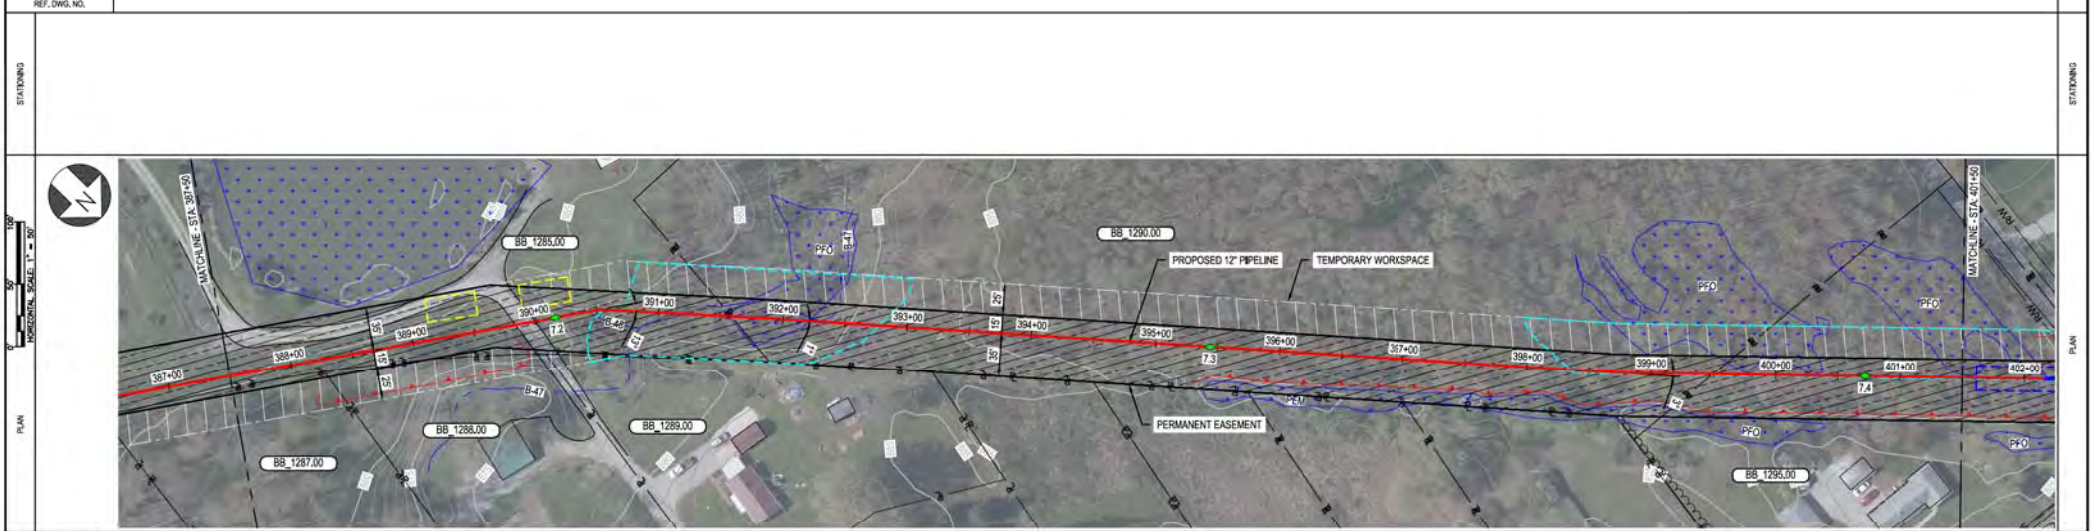 REF. DWG. NO.
STATIONING
STATIONING
PLAN
PLAN
HORIZONTAL SCALE: 1" = 50'
0'
50'
100'
N
MATCHLINE - STA: 387+50
MATCHLINE - STA: 401+50
BB_1285.00
BB_1290.00
PROPOSED 12" PIPELINE
TEMPORARY WORKSPACE
PERMANENT EASEMENT
BB_1287.00
BB_1288.00
BB_1289.00
BB_1295.00
387+00
388+00
389+00
390+00
391+00
392+00
393+00
394+00
395+00
396+00
397+00
398+00
399+00
400+00
401+00
402+00
7.2
7.3
7.4
35'
15'
25'
25'
15'
35'
B-48
B-47
B-47
PFO
PFO
PFO
PEM
PFO
PFO
R/W
R/W